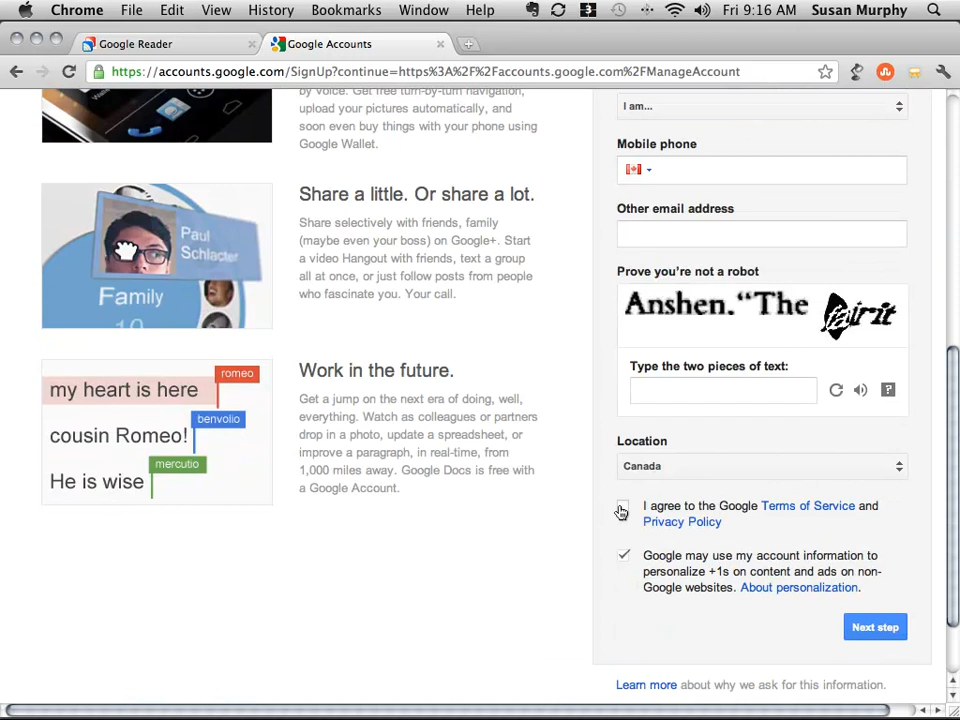 Chrome File Edit View History Bookmarks Window Help 3 Fri 9:16 AM Susan Murphy
Google Reader
Google Accounts
https://accounts.google.com/SignUp?continue=https%3A%2F%2Faccounts.google.com%2FManageAccount
by voice. Get free turn-by-turn navigation,
upload your pictures automatically, and
soon even buy things with your phone using
Google Wallet.
Paul
Schlacter
Family
10
Share a little. Or share a lot.
Share selectively with friends, family
(maybe even your boss) on Google+. Start
a video Hangout with friends, text a group
all at once, or just follow posts from people
who fascinate you. Your call.
my heart is here
romeo
benvolio
cousin Romeo!
mercutio
He is wise
Work in the future.
Get a jump on the next era of doing, well,
everything. Watch as colleagues or partners
drop in a photo, update a spreadsheet, or
improve a paragraph, in real-time, from
1,000 miles away. Google Docs is free with
a Google Account.
I am...
Mobile phone
Other email address
Prove you're not a robot
Anshen. "The
Type the two pieces of text:
?
Location
Canada
I agree to the Google Terms of Service and
Privacy Policy
Google may use my account information to
personalize +1s on content and ads on non-
Google websites. About personalization.
Next step
Learn more about why we ask for this information.